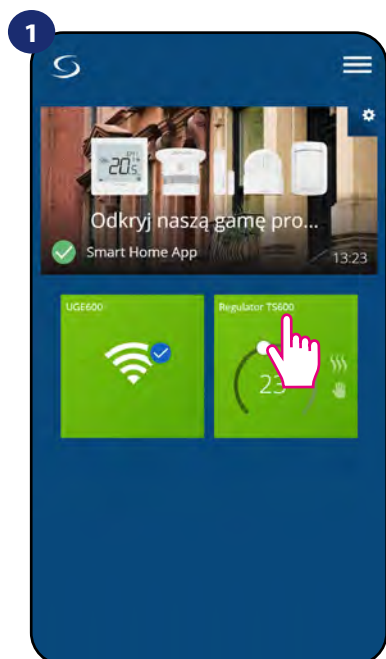 1
Odkryj naszą gamę pro...
Smart Home App
13:23
UGE600
Regulator TS600
23